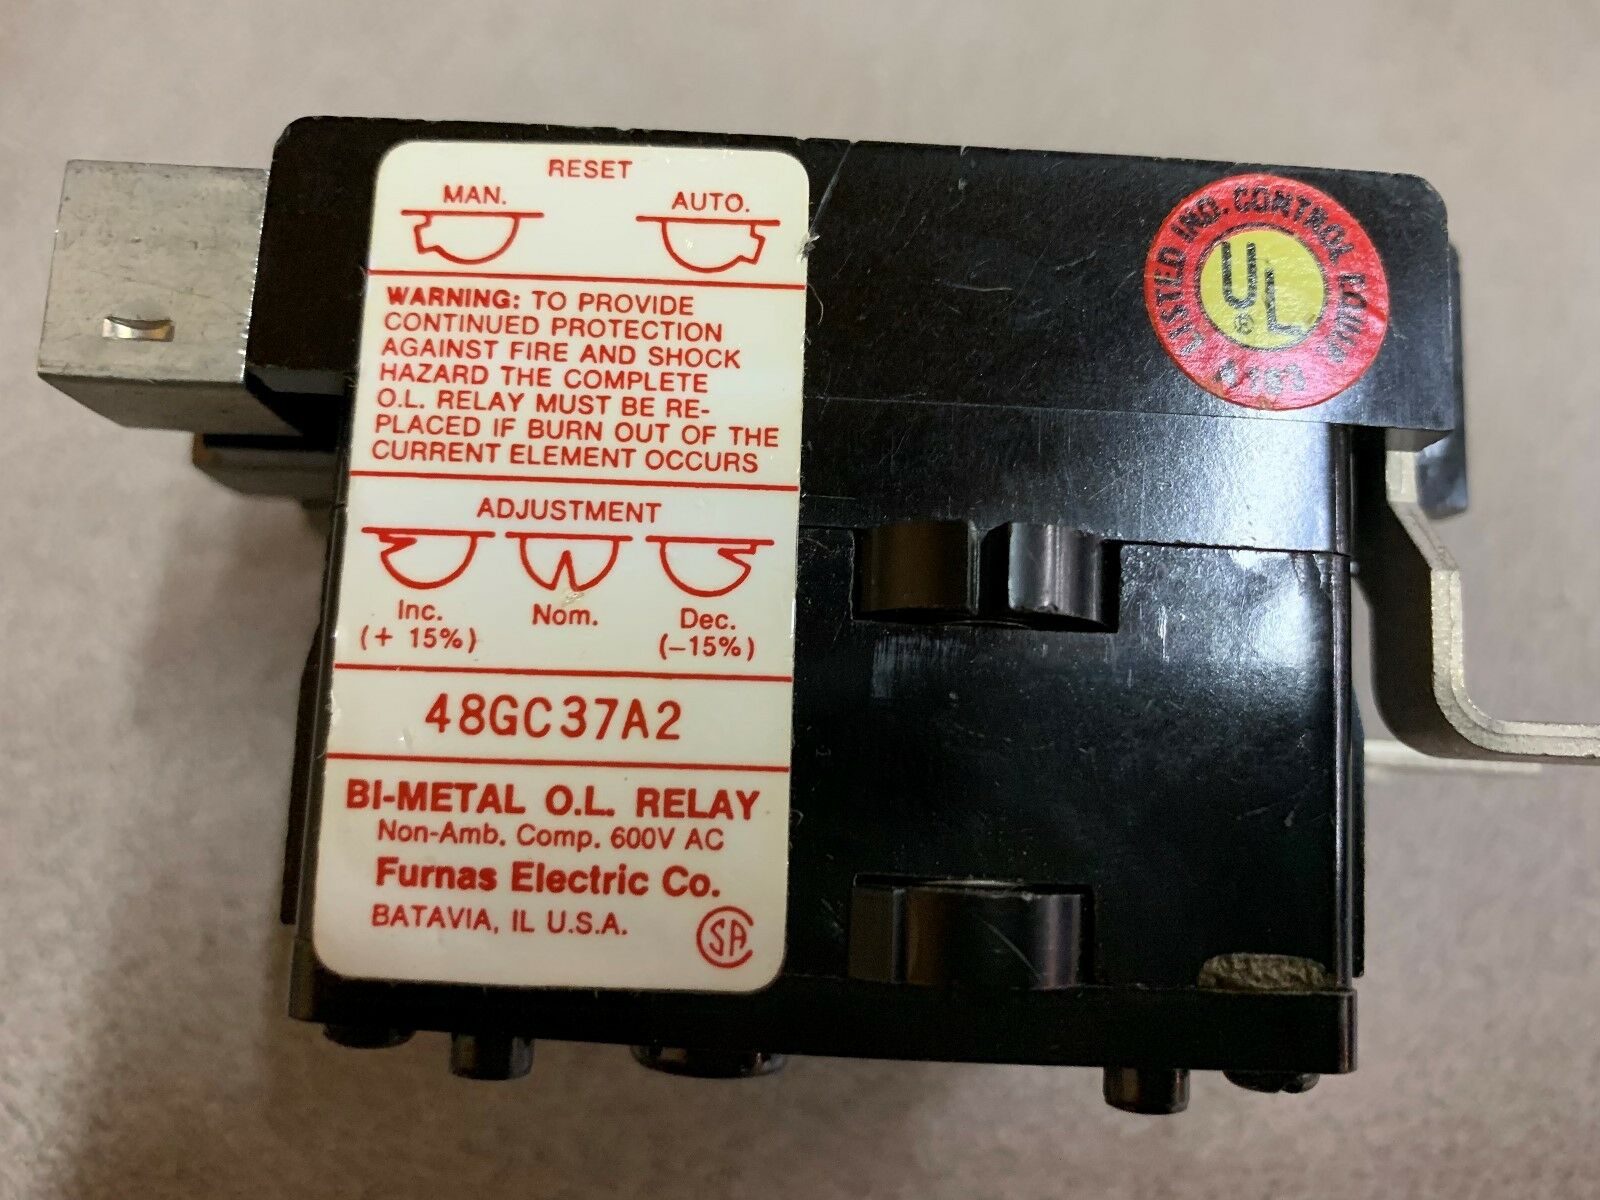 RESET
MAN. AUTO.
WARNING: TO PROVIDE
CONTINUED PROTECTION
AGAINST FIRE AND SHOCK
HAZARD THE COMPLETE
O.L. RELAY MUST BE RE-
PLACED IF BURN OUT OF THE
CURRENT ELEMENT OCCURS
ADJUSTMENT
Inc. Nom. Dec.
(+ 15%) (-15%)
48GC37A2
BI-METAL O.L. RELAY
Non-Amb. Comp. 600V AC
Furnas Electric Co.
BATAVIA, IL U.S.A.
CSA
LISTED IND. CONTROL EQUIP.
UL